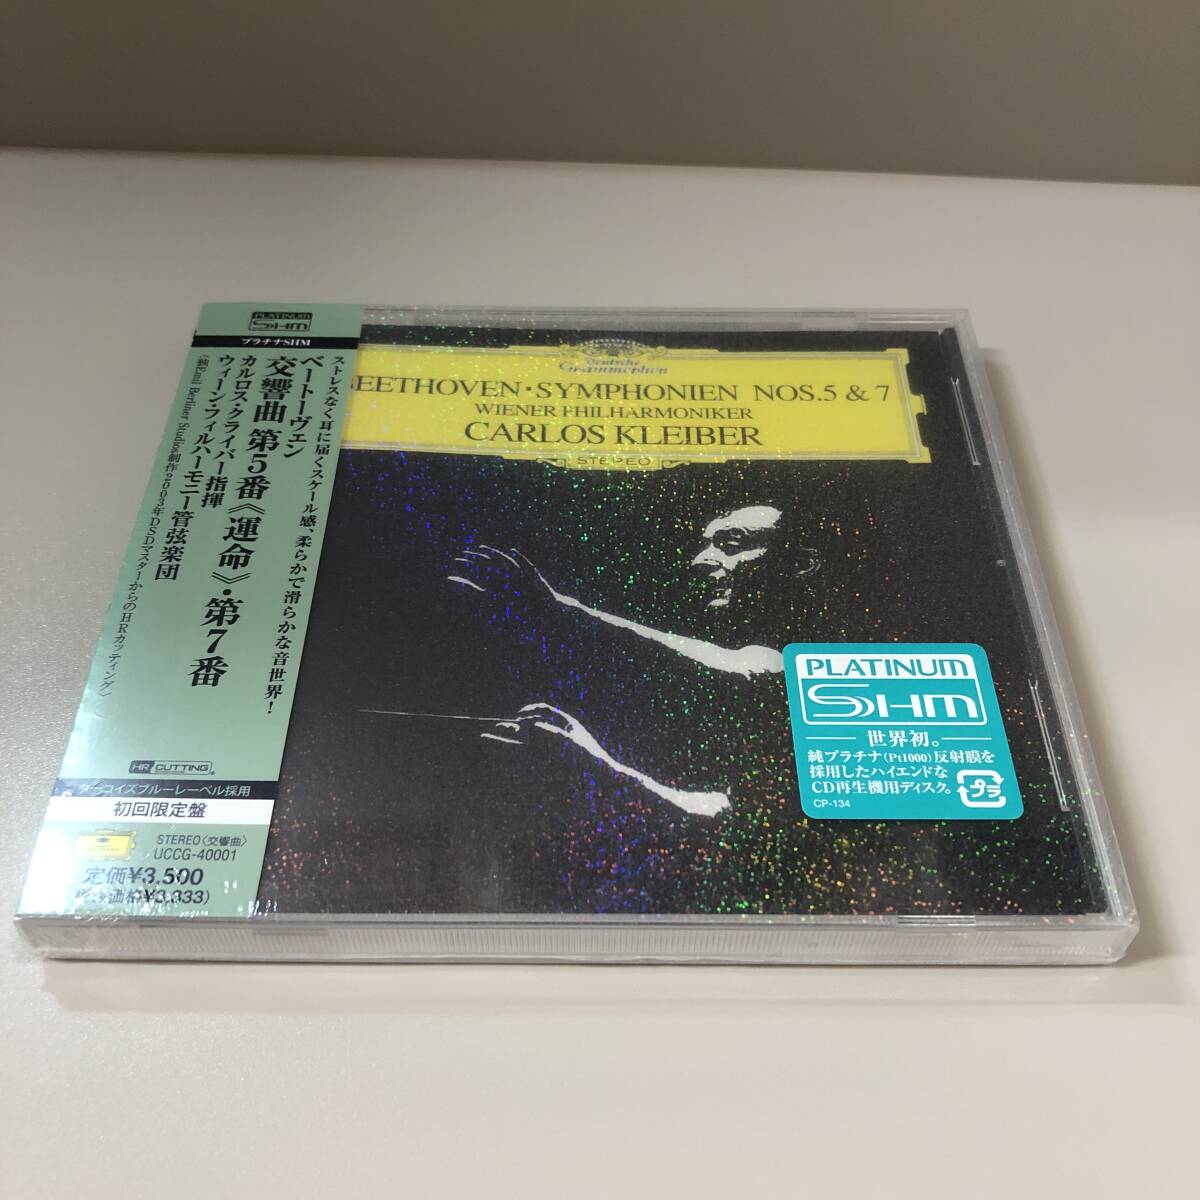 PLATINUM
SHM
プラチナSHM
ストレスなく耳に届くスケール感、柔らかで滑らかな音世界!
ベートーヴェン
交響曲 第5番《運命》・第7番
カルロス・クライバー指揮
ウィーン・フィルハーモニー管弦楽団
〈独Emil Berliner Studios制作2003年DSDマスターからのHRカッティング〉
HR CUTTING
ターコイズブルーレーベル採用
初回限定盤
STEREO〈交響曲〉
UCCG-40001
定価¥3,500
Deutsche
Grammophon
BEETHOVEN・SYMPHONIEN NOS.5 & 7
WIENER PHILHARMONIKER
CARLOS KLEIBER
STEREO
PLATINUM
SHM
世界初。
純プラチナ(Pt1000)反射膜を
採用したハイエンドな
CD再生機用ディスク。
CP-134
プラ